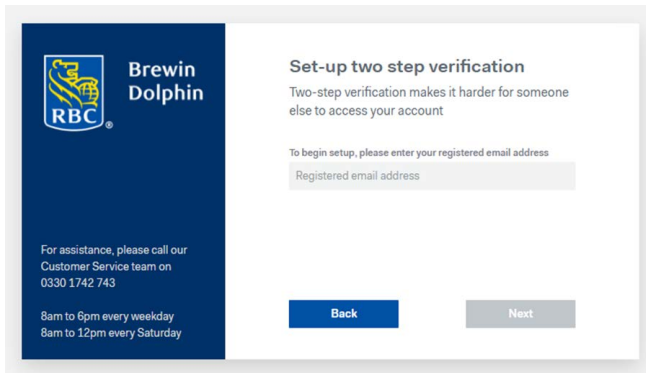 RBC
®
Brewin
Dolphin
For assistance, please call our
Customer Service team on
0330 1742 743
8am to 6pm every weekday
8am to 12pm every Saturday
Set-up two step verification
Two-step verification makes it harder for someone
else to access your account
To begin setup, please enter your registered email address
Registered email address
Back
Next